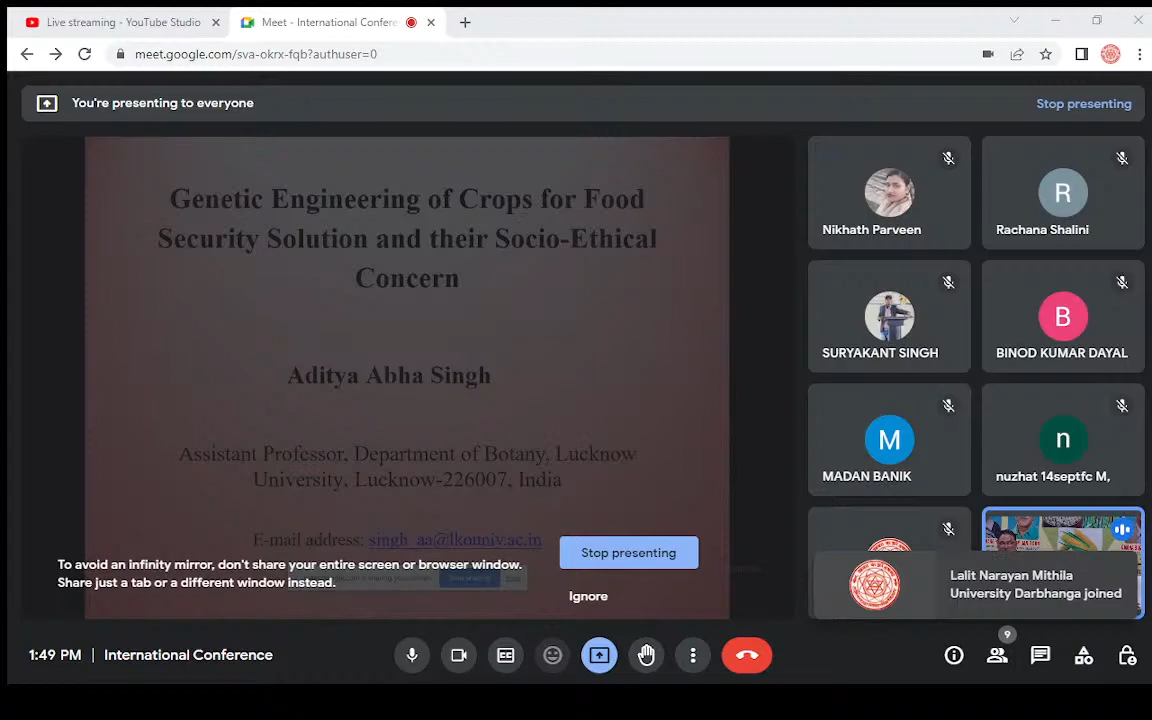 Live streaming - YouTube Studio
Meet - International Confere
meet.google.com/sva-okrx-fqb?authuser=0
You're presenting to everyone
Stop presenting
Genetic Engineering of Crops for Food
Security Solution and their Socio-Ethical
Concern
Aditya Abha Singh
Assistant Professor, Department of Botany, Lucknow
University, Lucknow-226007, India
E-mail address: singh_aa@lkouniv.ac.in
To avoid an infinity mirror, don't share your entire screen or browser window.
Share just a tab or a different window instead.
Stop presenting
Ignore
Nikhath Parveen
R
Rachana Shalini
SURYAKANT SINGH
B
BINOD KUMAR DAYAL
M
MADAN BANIK
n
nuzhat 14septfc M,
Lalit Narayan Mithila
University Darbhanga joined
1:49 PM | International Conference
9